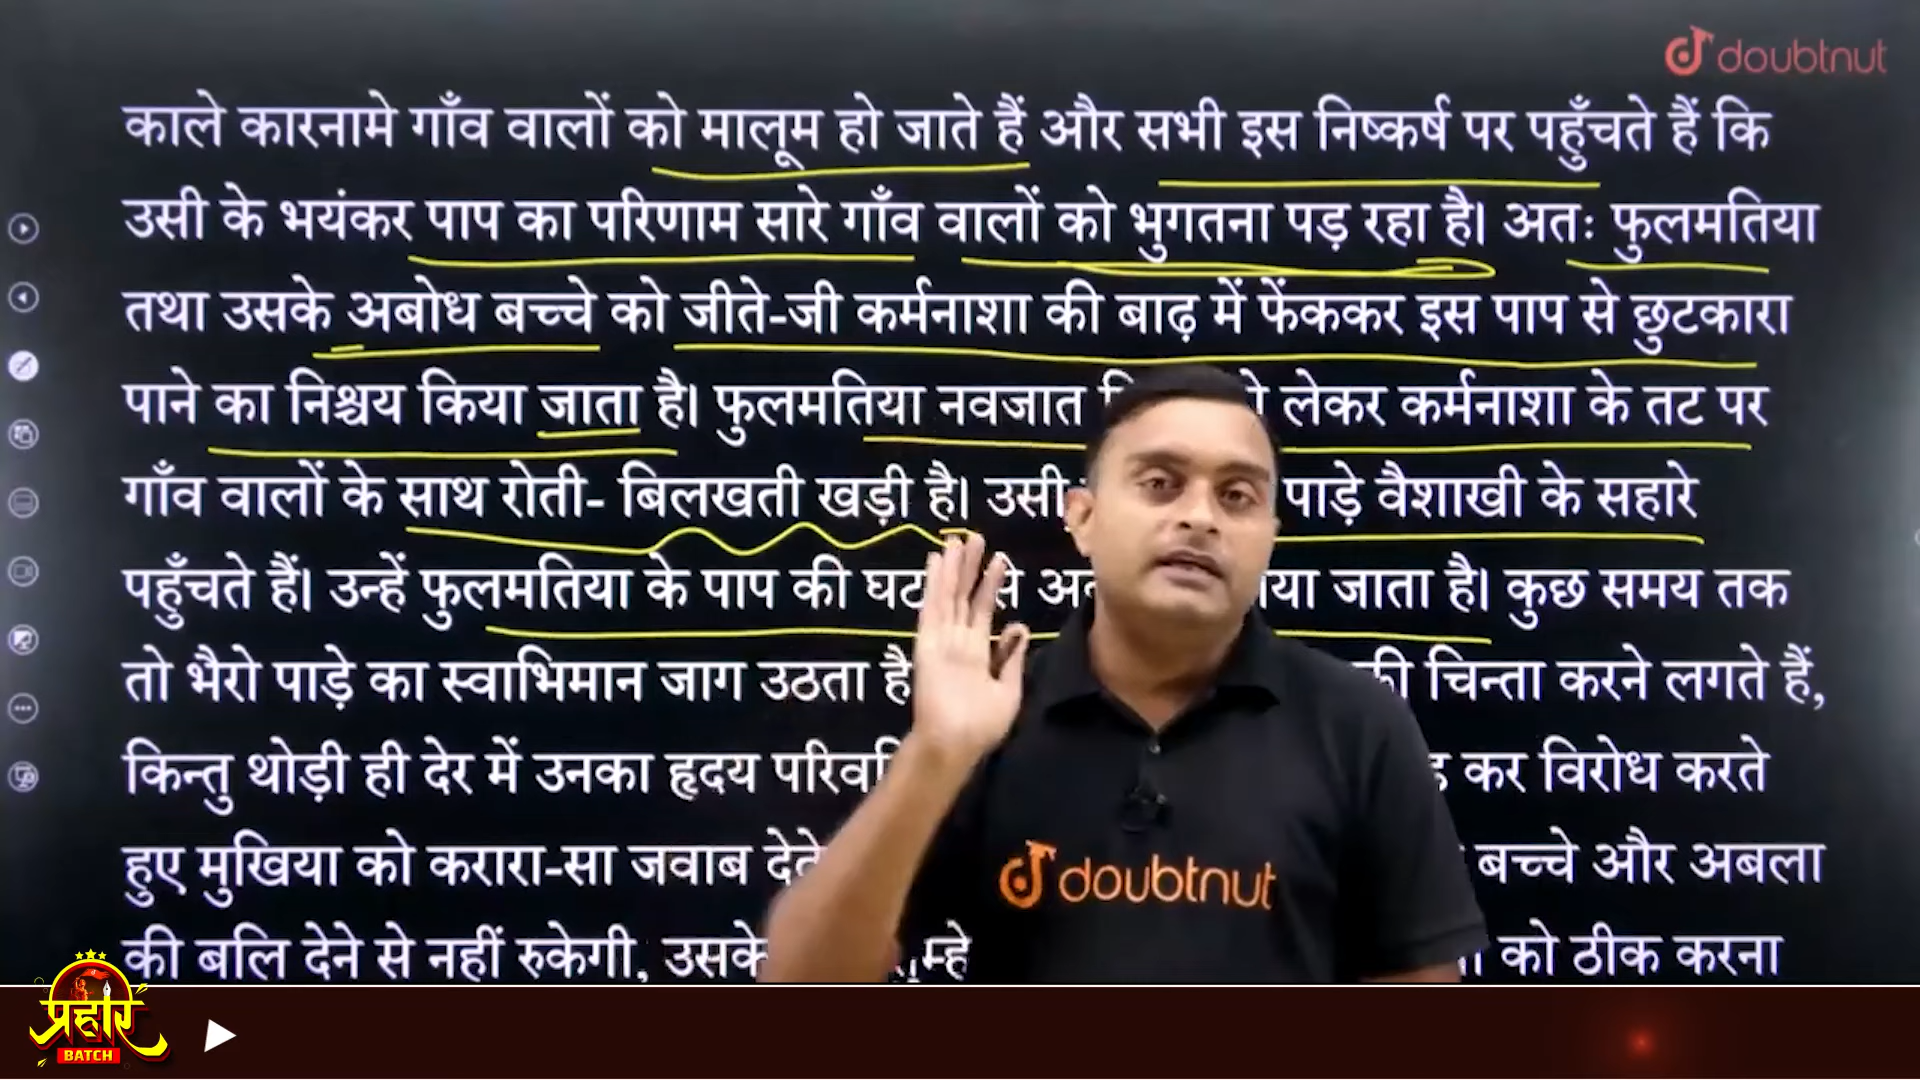 doubtnut
काले कारनामे गाँव वालों को मालूम हो जाते हैं और सभी इस निष्कर्ष पर पहुँचते हैं कि
उसी के भयंकर पाप का परिणाम सारे गाँव वालों को भुगतना पड़ रहा है। अतः फुलमतिया
तथा उसके अबोध बच्चे को जीते-जी कर्मनाशा की बाढ़ में फेंककर इस पाप से छुटकारा
पाने का निश्चय किया जाता है। फुलमतिया नवजात लेकर कर्मनाशा के तट पर
गाँव वालों के साथ रोती- बिलखती खड़ी है। उसी पाड़े वैशाखी के सहारे
पहुँचते हैं। उन्हें फुलमतिया के पाप की जाता है। कुछ समय तक
तो भैरो पाड़े का स्वाभिमान जाग उठता है चिन्ता करने लगते हैं,
किन्तु थोड़ी ही देर में उनका हृदय कर विरोध करते
हुए मुखिया को करारा-सा जवाब बच्चे और अबला
की बलि देने से नहीं रुकेगी, उसके को ठीक करना
doubtnut
प्रहार
BATCH